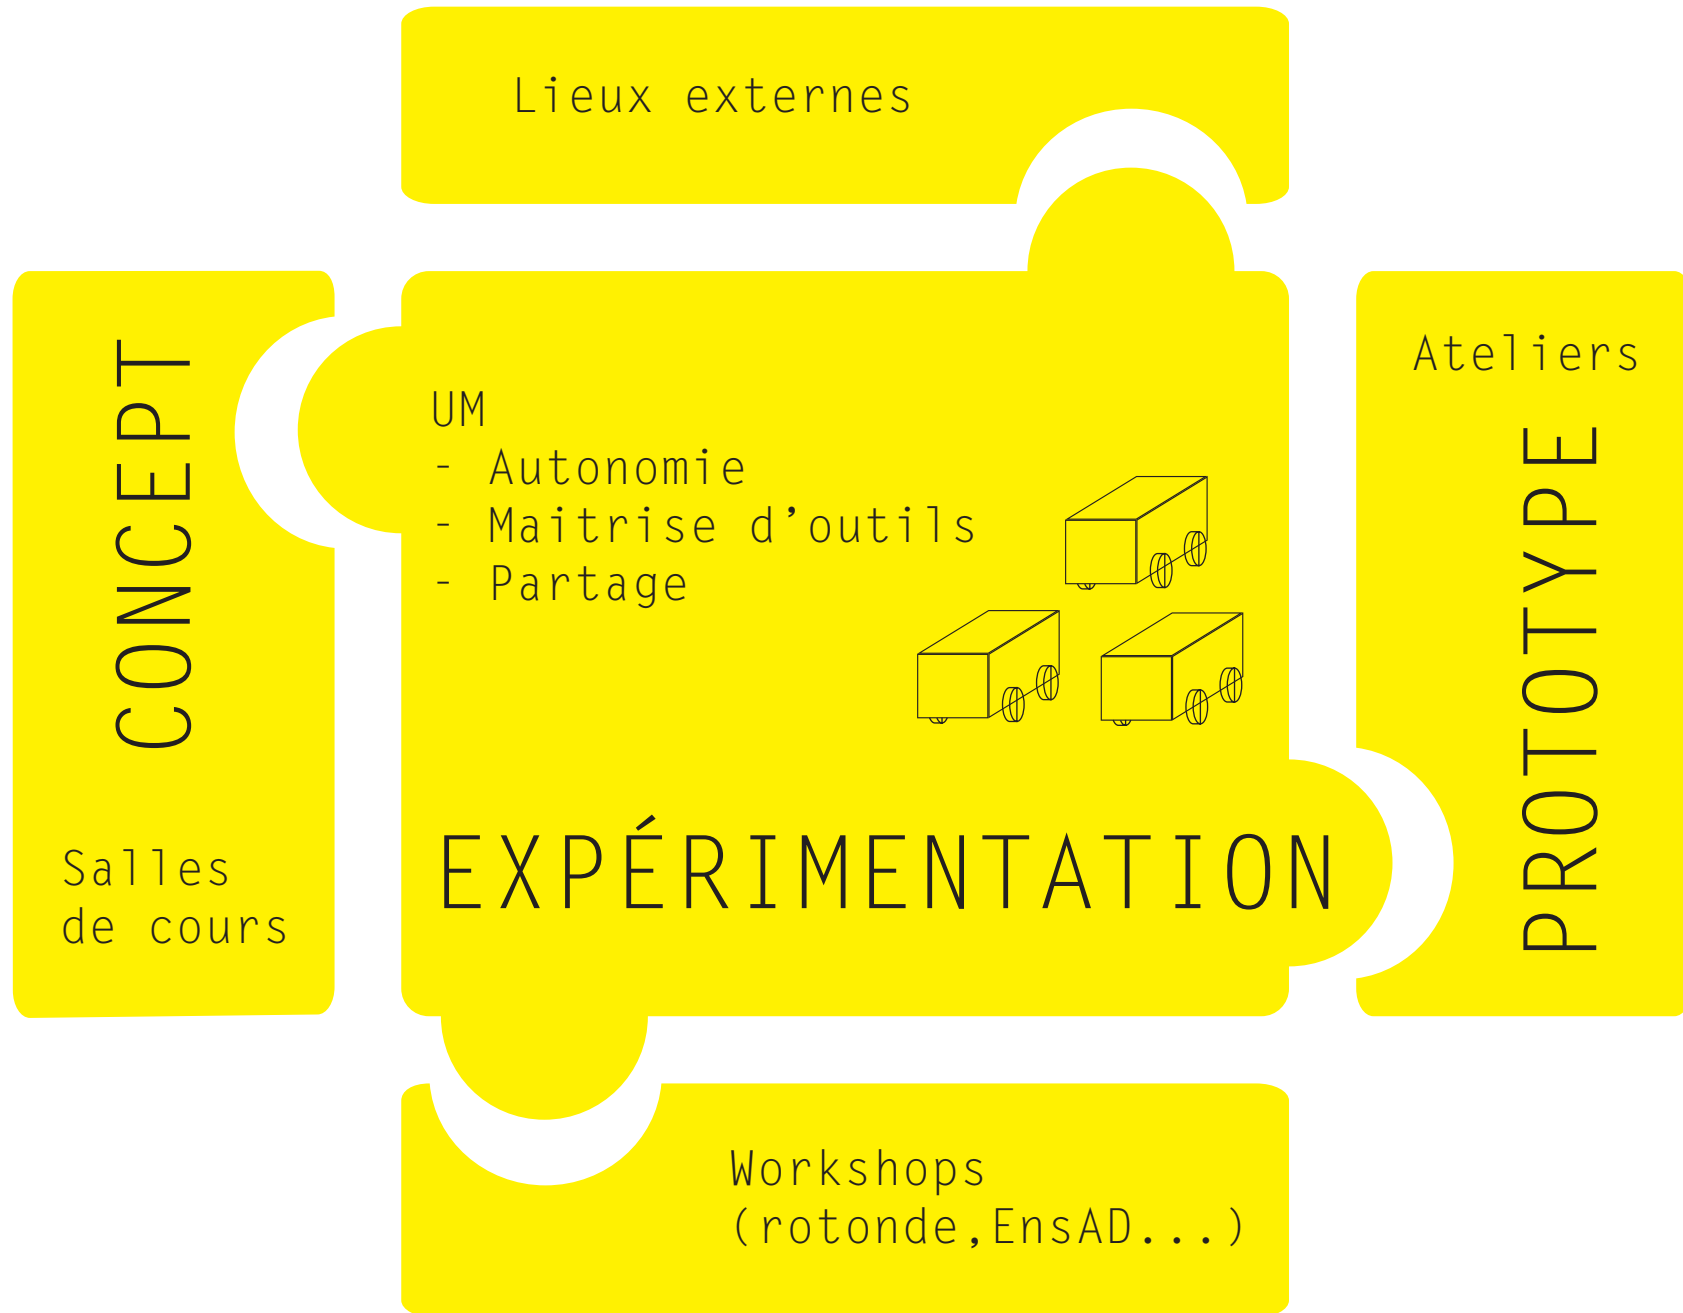 Lieux externes
CONCEPT
Salles
de cours
UM
- Autonomie
- Maitrise d’outils
- Partage
EXPÉRIMENTATION
Ateliers
PROTOTYPE
Workshops
(rotonde,EnsAD...)